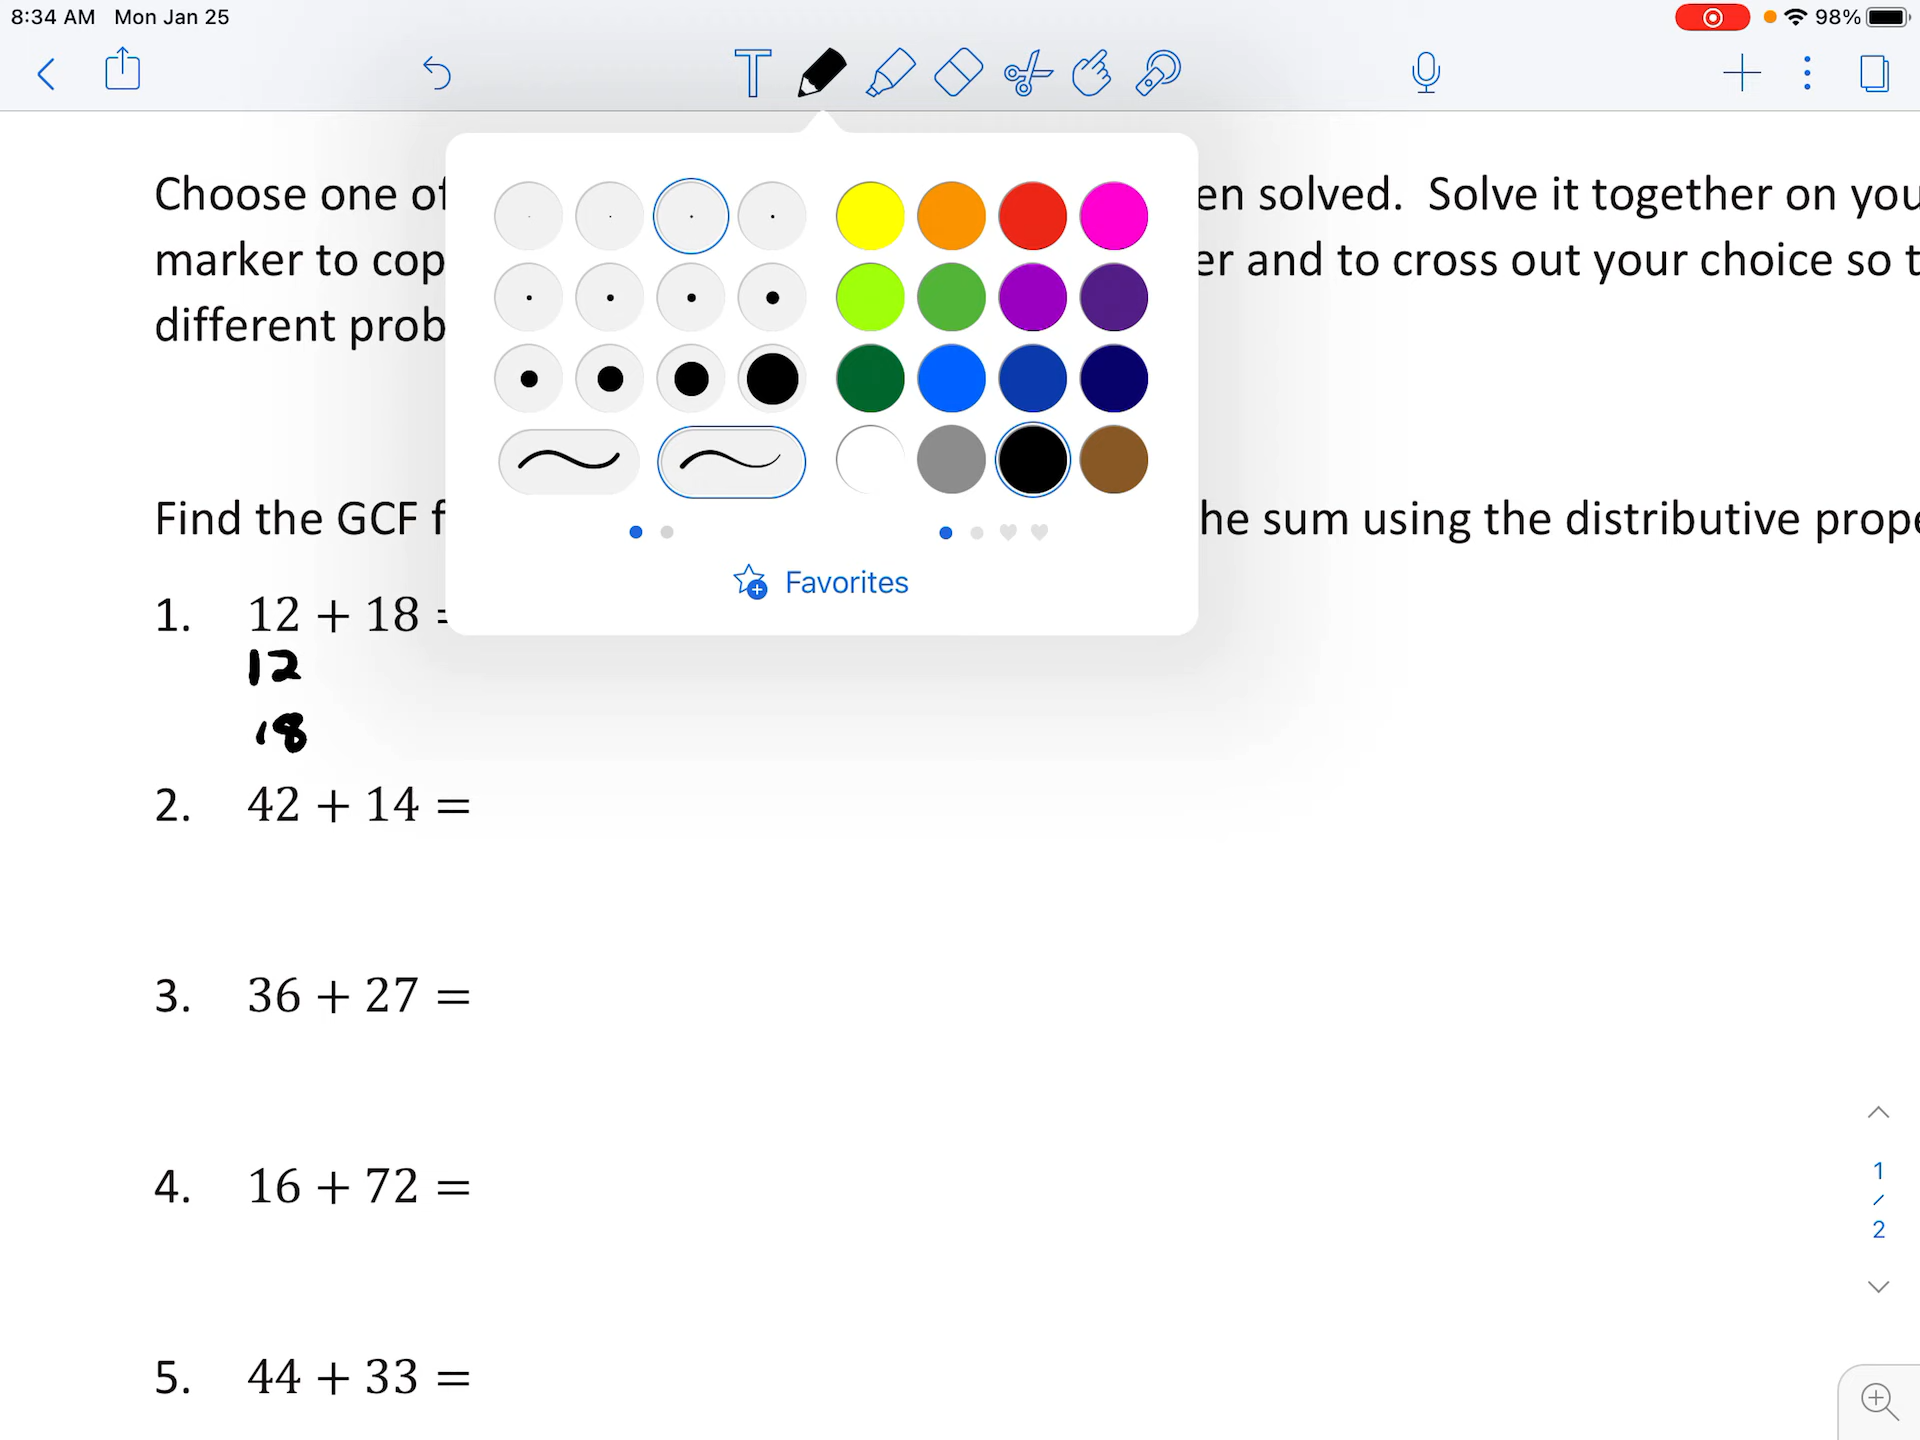 8:34 AM Mon Jan 25
98%
T
Choose one of en solved. Solve it together on you
marker to cop er and to cross out your choice so t
different prob
Find the GCF f he sum using the distributive prope
Favorites
1. 12 + 18 =
12
18
2. 42 + 14 =
3. 36 + 27 =
4. 16 + 72 =
5. 44 + 33 =
1
/
2